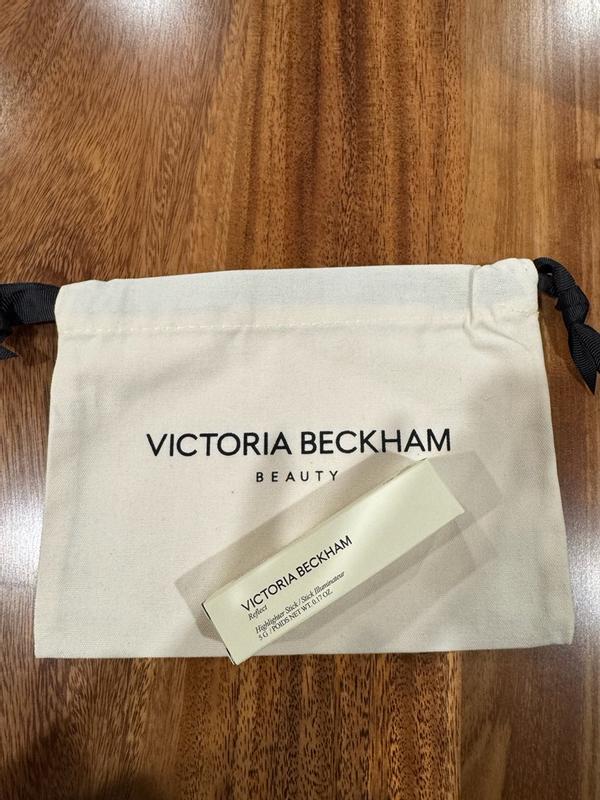 VICTORIA BECKHAM
BEAUTY
VICTORIA BECKHAM
Reflect
Highlighter Stick / Stick Illuminateur
5 G / POIDS NET WT. 0.17 OZ.